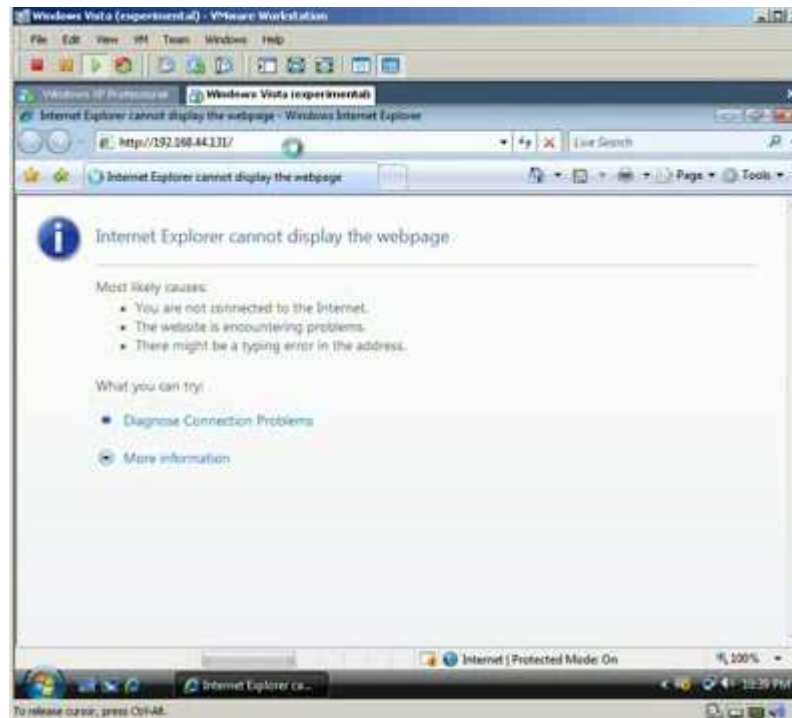 Windows Vista (experimental) - VMware Workstation
File Edit View VM Team Windows Help
Windows XP Professional Windows Vista (experimental)
Internet Explorer cannot display the webpage - Windows Internet Explorer
http://192.168.44.131/ Live Search
Internet Explorer cannot display the webpage Page Tools
Internet Explorer cannot display the webpage
Most likely causes:
You are not connected to the Internet.
The website is encountering problems.
There might be a typing error in the address.
What you can try:
Diagnose Connection Problems
More information
Internet | Protected Mode: On 100%
Internet Explorer ca... 10:39 PM
To release cursor, press Ctrl-Alt.